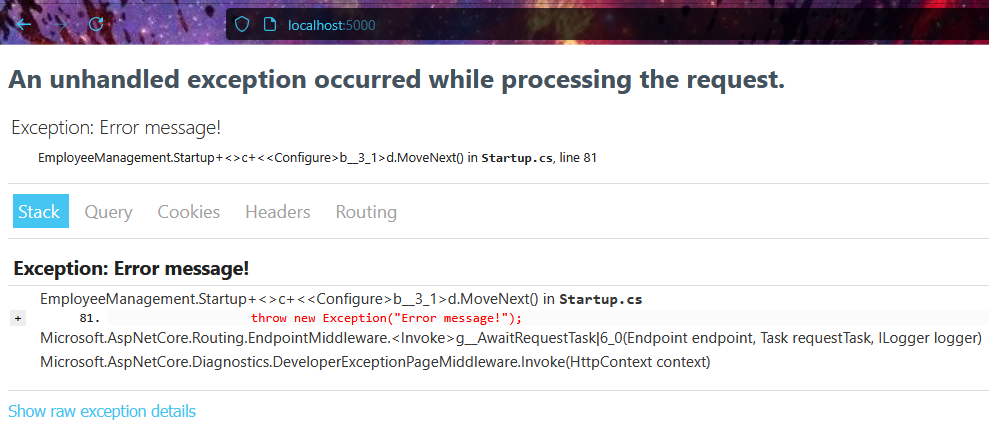 localhost:5000
An unhandled exception occurred while processing the request.
Exception: Error message!
EmployeeManagement.Startup+<>c+<<Configure>b__3_1>d.MoveNext() in Startup.cs, line 81
Stack Query Cookies Headers Routing
Exception: Error message!
EmployeeManagement.Startup+<>c+<<Configure>b__3_1>d.MoveNext() in Startup.cs
+ 81. throw new Exception("Error message!");
Microsoft.AspNetCore.Routing.EndpointMiddleware.<Invoke>g__AwaitRequestTask|6_0(Endpoint endpoint, Task requestTask, ILogger logger)
Microsoft.AspNetCore.Diagnostics.DeveloperExceptionPageMiddleware.Invoke(HttpContext context)
Show raw exception details